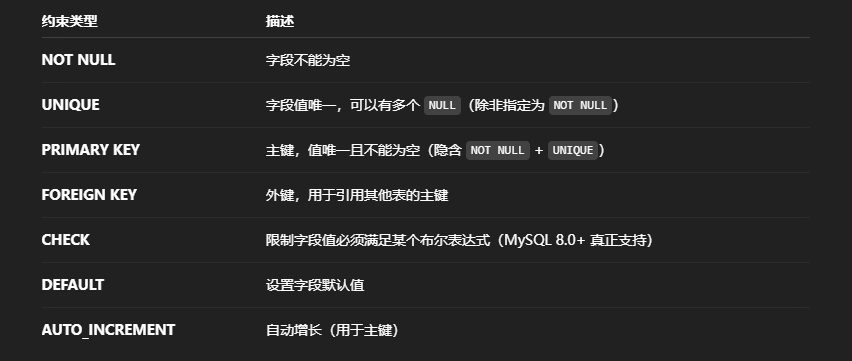 约束类型 描述
NOT NULL 字段不能为空
UNIQUE 字段值唯一，可以有多个 NULL（除非指定为 NOT NULL）
PRIMARY KEY 主键，值唯一且不能为空（隐含 NOT NULL + UNIQUE）
FOREIGN KEY 外键，用于引用其他表的主键
CHECK 限制字段值必须满足某个布尔表达式（MySQL 8.0+ 真正支持）
DEFAULT 设置字段默认值
AUTO_INCREMENT 自动增长（用于主键）